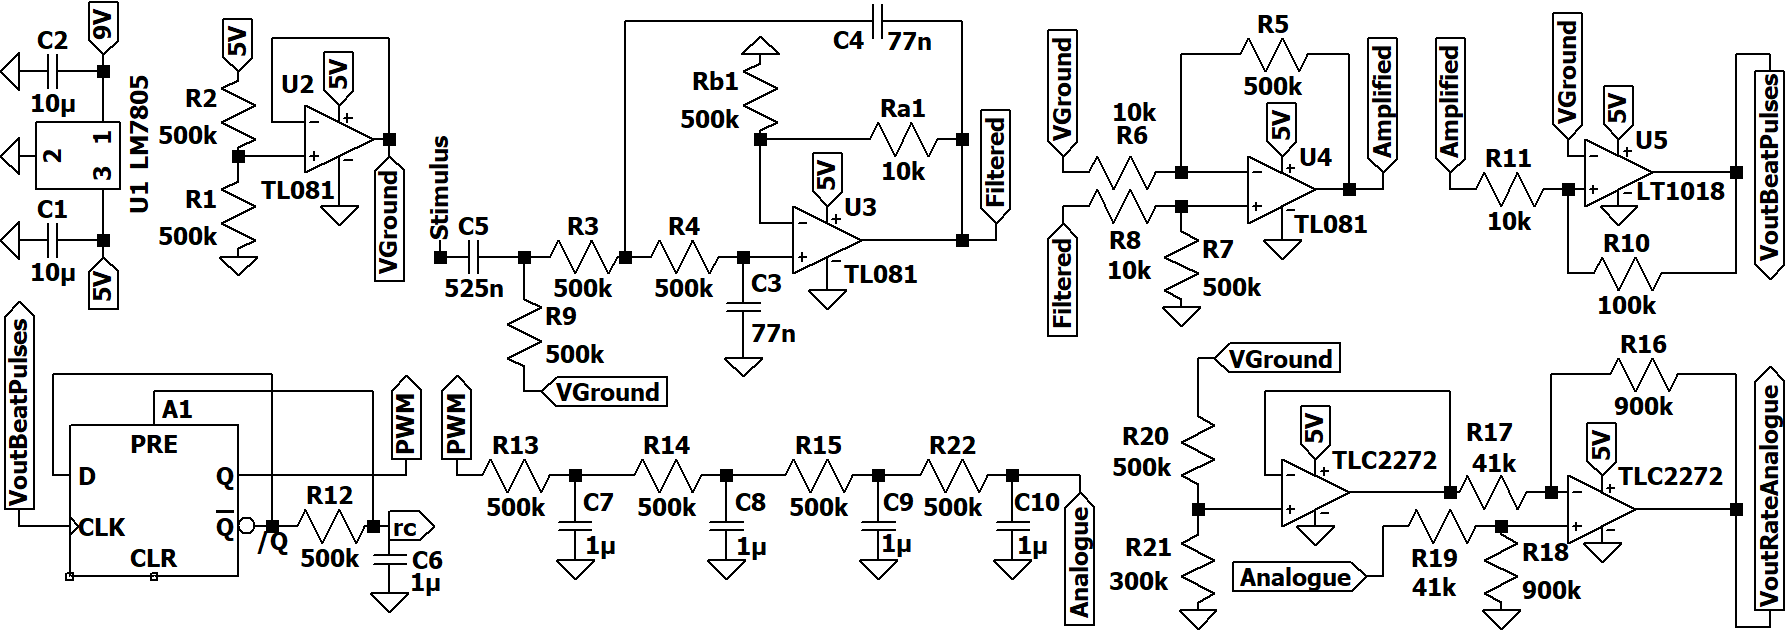 C2
9V
10µ
U1 LM7805
1
2
3
C1
10µ
5V
5V
R2
500k
R1
500k
U2
5V
TL081
VGround
Stimulus
C5
525n
R9
500k
VGround
R3
500k
R4
500k
C4
77n
Rb1
500k
Ra1
10k
5V
U3
TL081
C3
77n
Filtered
VGround
10k
R6
R8
10k
Filtered
R5
500k
5V
U4
TL081
R7
500k
Amplified
Amplified
R11
10k
VGround
5V
U5
LT1018
R10
100k
VoutBeatPulses
VoutBeatPulses
A1
PRE
D
Q
CLK
Q
CLR
/Q
R12
500k
rc
C6
1µ
PWM
PWM
R13
500k
C7
1µ
R14
500k
C8
1µ
R15
500k
C9
1µ
R22
500k
C10
1µ
Analogue
VGround
R20
500k
R21
300k
5V
TLC2272
R17
41k
Analogue
R19
41k
R18
900k
R16
900k
5V
TLC2272
VoutRateAnalogue